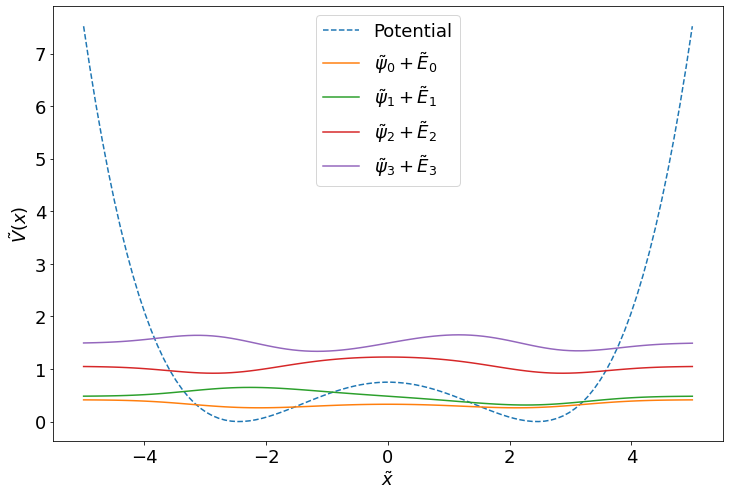 Potential
ψ̃₀ + Ẽ₀
ψ̃₁ + Ẽ₁
ψ̃₂ + Ẽ₂
ψ̃₃ + Ẽ₃
Ṽ(x)
7
6
5
4
3
2
1
0
−4 −2 0 2 4
x̃